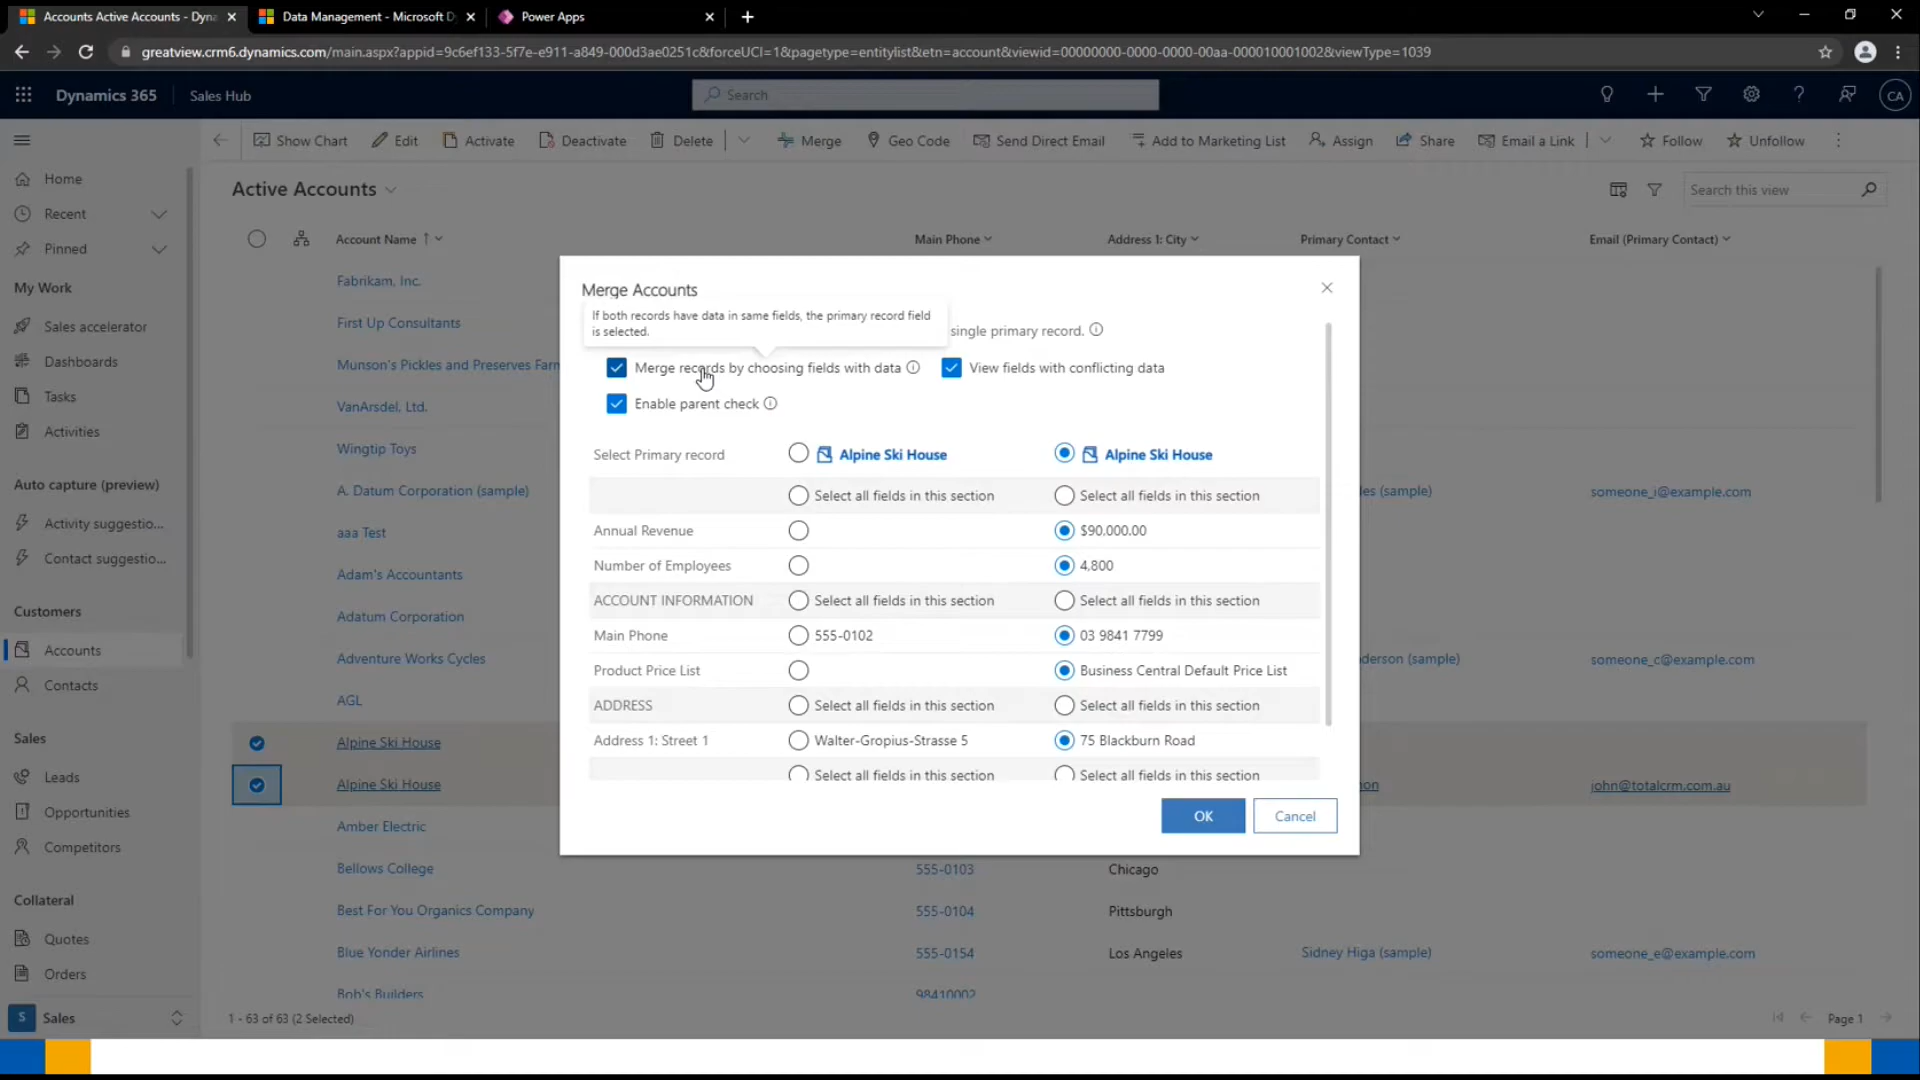 Accounts Active Accounts - Dyna
Data Management - Microsoft D
Power Apps
greatview.crm6.dynamics.com/main.aspx?appid=9c6ef133-5f7e-e911-a849-000d3ae0251c&forceUCI=1&pagetype=entitylist&etn=account&viewid=00000000-0000-0000-00aa-000010001002&viewType=1039
Dynamics 365
Sales Hub
Search
CA
Show Chart
Edit
Activate
Deactivate
Delete
Merge
Geo Code
Send Direct Email
Add to Marketing List
Assign
Share
Email a Link
Follow
Unfollow
Home
Recent
Pinned
My Work
Sales accelerator
Dashboards
Tasks
Activities
Auto capture (preview)
Activity suggestio...
Contact suggestio...
Customers
Accounts
Contacts
Sales
Leads
Opportunities
Competitors
Collateral
Quotes
Orders
S Sales
Active Accounts
Search this view
Account Name ↑
Main Phone
Address 1: City
Primary Contact
Email (Primary Contact)
Fabrikam, Inc.
First Up Consultants
Munson's Pickles and Preserves Farm
VanArsdel, Ltd.
Wingtip Toys
A. Datum Corporation (sample)
les (sample)
someone_i@example.com
aaa Test
Adam's Accountants
Adatum Corporation
Adventure Works Cycles
derson (sample)
someone_c@example.com
AGL
Alpine Ski House
Alpine Ski House
on
john@totalcrm.com.au
Amber Electric
Bellows College
555-0103
Chicago
Best For You Organics Company
555-0104
Pittsburgh
Blue Yonder Airlines
555-0154
Los Angeles
Sidney Higa (sample)
someone_e@example.com
Bob's Builders
98410002
1 - 63 of 63 (2 Selected)
Page 1
Merge Accounts
If both records have data in same fields, the primary record field
is selected.
single primary record.
Merge records by choosing fields with data
View fields with conflicting data
Enable parent check
Select Primary record
Alpine Ski House
Alpine Ski House
Select all fields in this section
Select all fields in this section
Annual Revenue
$90,000.00
Number of Employees
4,800
ACCOUNT INFORMATION
Select all fields in this section
Select all fields in this section
Main Phone
555-0102
03 9841 7799
Product Price List
Business Central Default Price List
ADDRESS
Select all fields in this section
Select all fields in this section
Address 1: Street 1
Walter-Gropius-Strasse 5
75 Blackburn Road
Select all fields in this section
Select all fields in this section
OK
Cancel